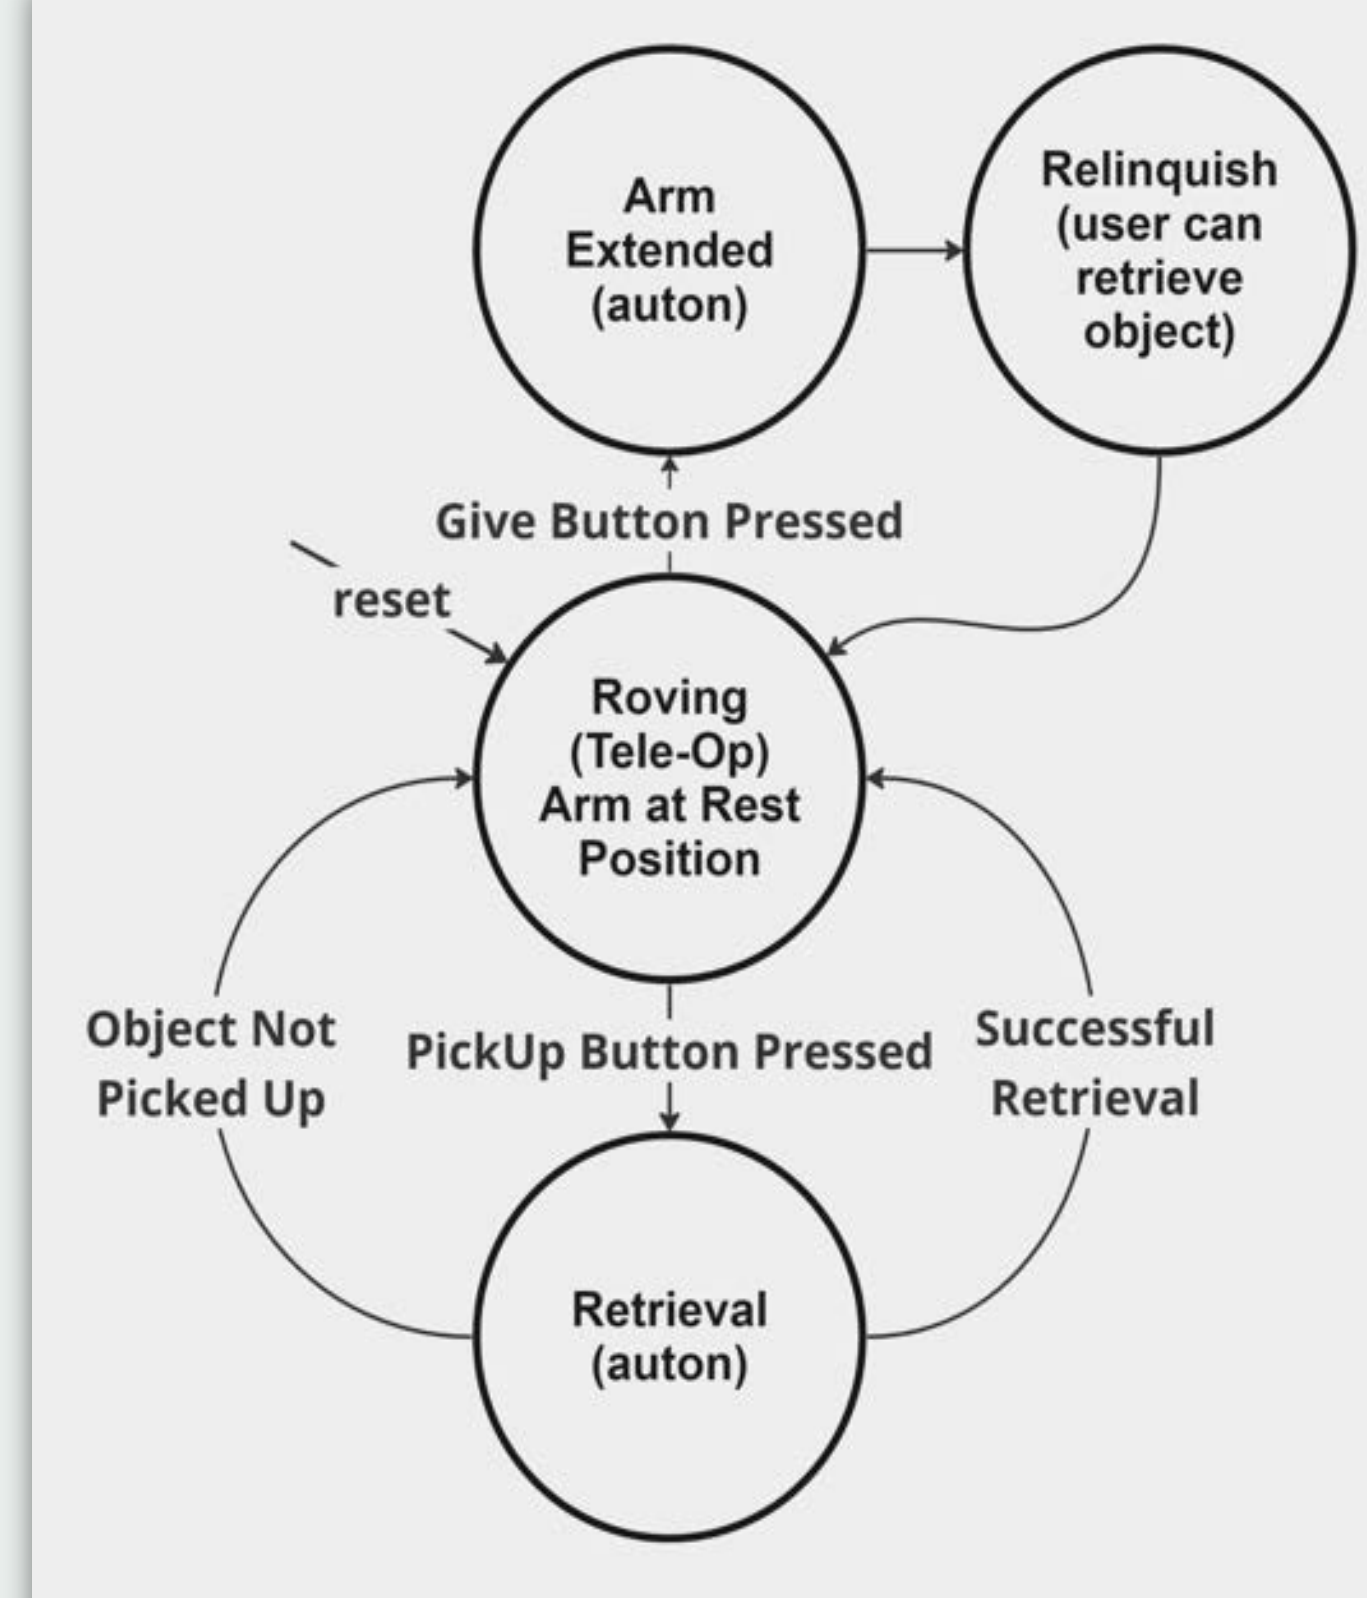 Arm
Extended
(auton)
Relinquish
(user can
retrieve
object)
Give Button Pressed
reset
Roving
(Tele-Op)
Arm at Rest
Position
Object Not
Picked Up
PickUp Button Pressed
Successful
Retrieval
Retrieval
(auton)